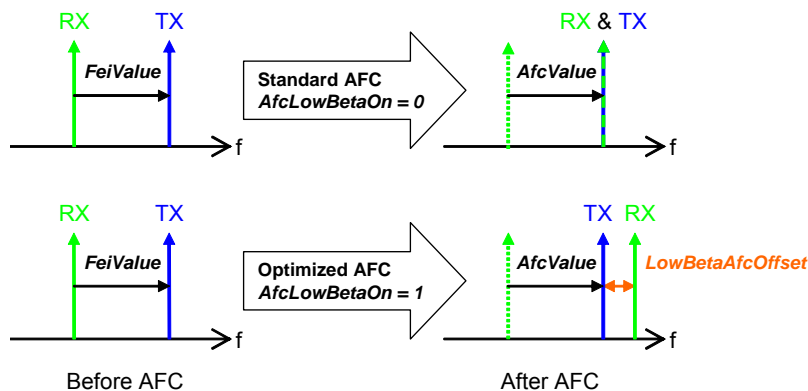 RX TX RX & TX
FeiValue Standard AFC AfcValue
AfcLowBetaOn = 0
f f
RX TX TX RX
FeiValue Optimized AFC AfcValue LowBetaAfcOffset
AfcLowBetaOn = 1
f f
Before AFC After AFC